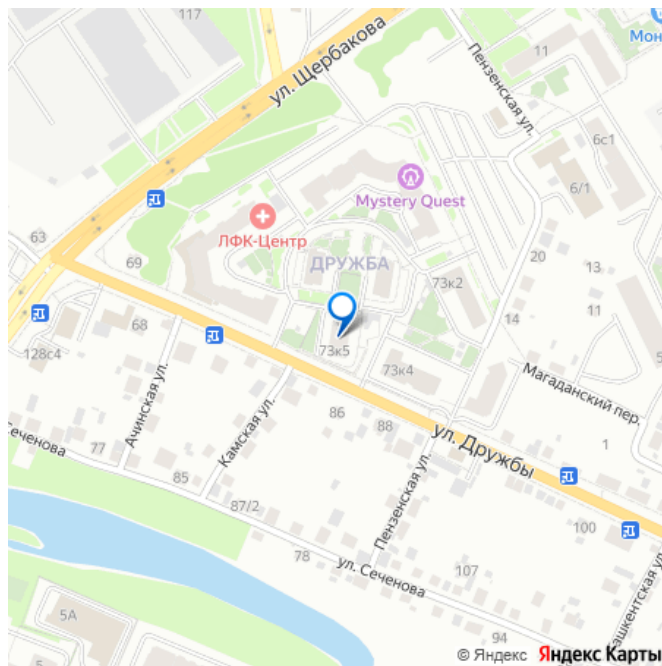 117
ул. Щербакова
Пензенская ул.
11
Мон
6с1
6/1
Mystery Quest
ЛФК-Центр
63
69
ДРУЖБА
73к2
20
13
11
14
68
128с4
73к5
73к4
Магаданский пер.
Ачинская ул.
Камская ул.
86
88
ул. Дружбы
1
Сеченова
77
85
87/2
Пензенская ул.
100
78
ул. Сеченова
107
94
ашкентская ул.
5А
© Яндекс Яндекс Карты